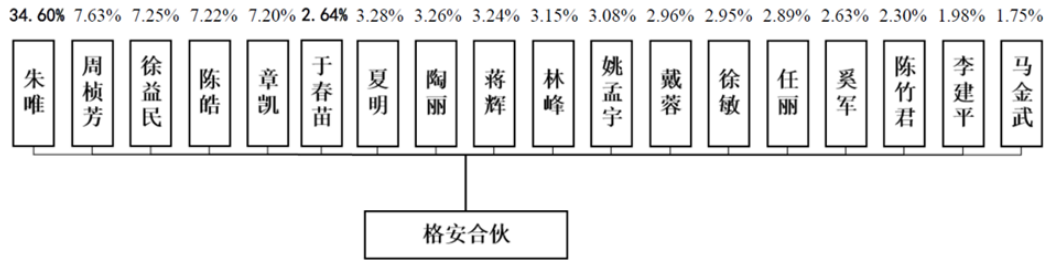 34.60% 7.63% 7.25% 7.22% 7.20% 2.64% 3.28% 3.26% 3.24% 3.15% 3.08% 2.96% 2.95% 2.89% 2.63% 2.30% 1.98% 1.75%
朱唯
周桢芳
徐益民
陈皓
章凯
于春苗
夏明
陶丽
蒋辉
林峰
姚孟宇
戴蓉
徐敏
任丽
奚军
陈竹君
李建平
马金武
格安合伙